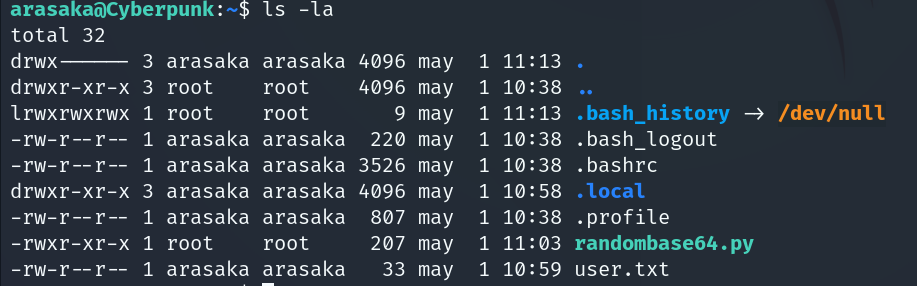 arasaka@Cyberpunk:~$ ls -la
total 32
drwx------ 3 arasaka arasaka 4096 may  1 11:13 .
drwxr-xr-x 3 root    root    4096 may  1 10:38 ..
lrwxrwxrwx 1 root    root       9 may  1 11:13 .bash_history -> /dev/null
-rw-r--r-- 1 arasaka arasaka  220 may  1 10:38 .bash_logout
-rw-r--r-- 1 arasaka arasaka 3526 may  1 10:38 .bashrc
drwxr-xr-x 3 arasaka arasaka 4096 may  1 10:58 .local
-rw-r--r-- 1 arasaka arasaka  807 may  1 10:38 .profile
-rwxr-xr-x 1 root    root     207 may  1 11:03 randombase64.py
-rw-r--r-- 1 arasaka arasaka   33 may  1 10:59 user.txt